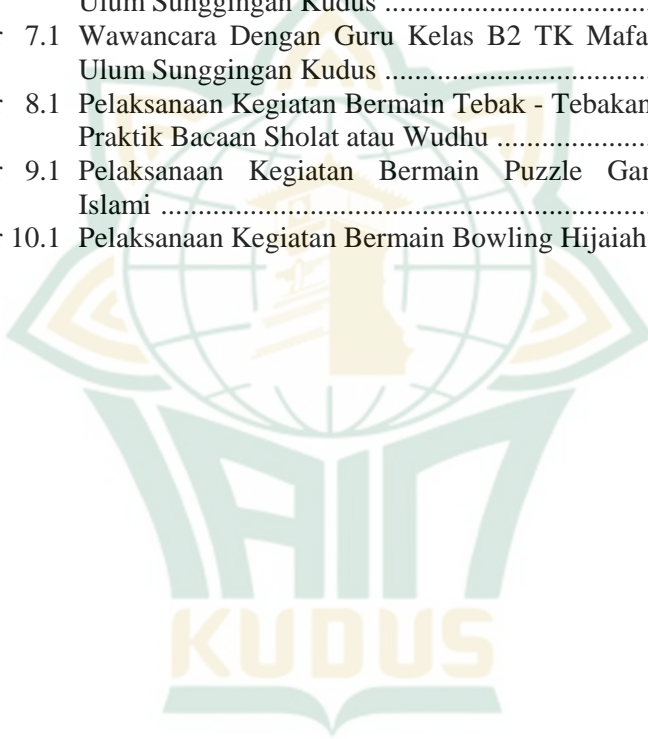 Ulum Sunggingan Kudus ....................................
7.1 Wawancara Dengan Guru Kelas B2 TK Mafa
Ulum Sunggingan Kudus ....................................
8.1 Pelaksanaan Kegiatan Bermain Tebak - Tebakan
Praktik Bacaan Sholat atau Wudhu ....................
9.1 Pelaksanaan Kegiatan Bermain Puzzle Gam
Islami ..................................................................
10.1 Pelaksanaan Kegiatan Bermain Bowling Hijaiah
IAIN
KUDUS